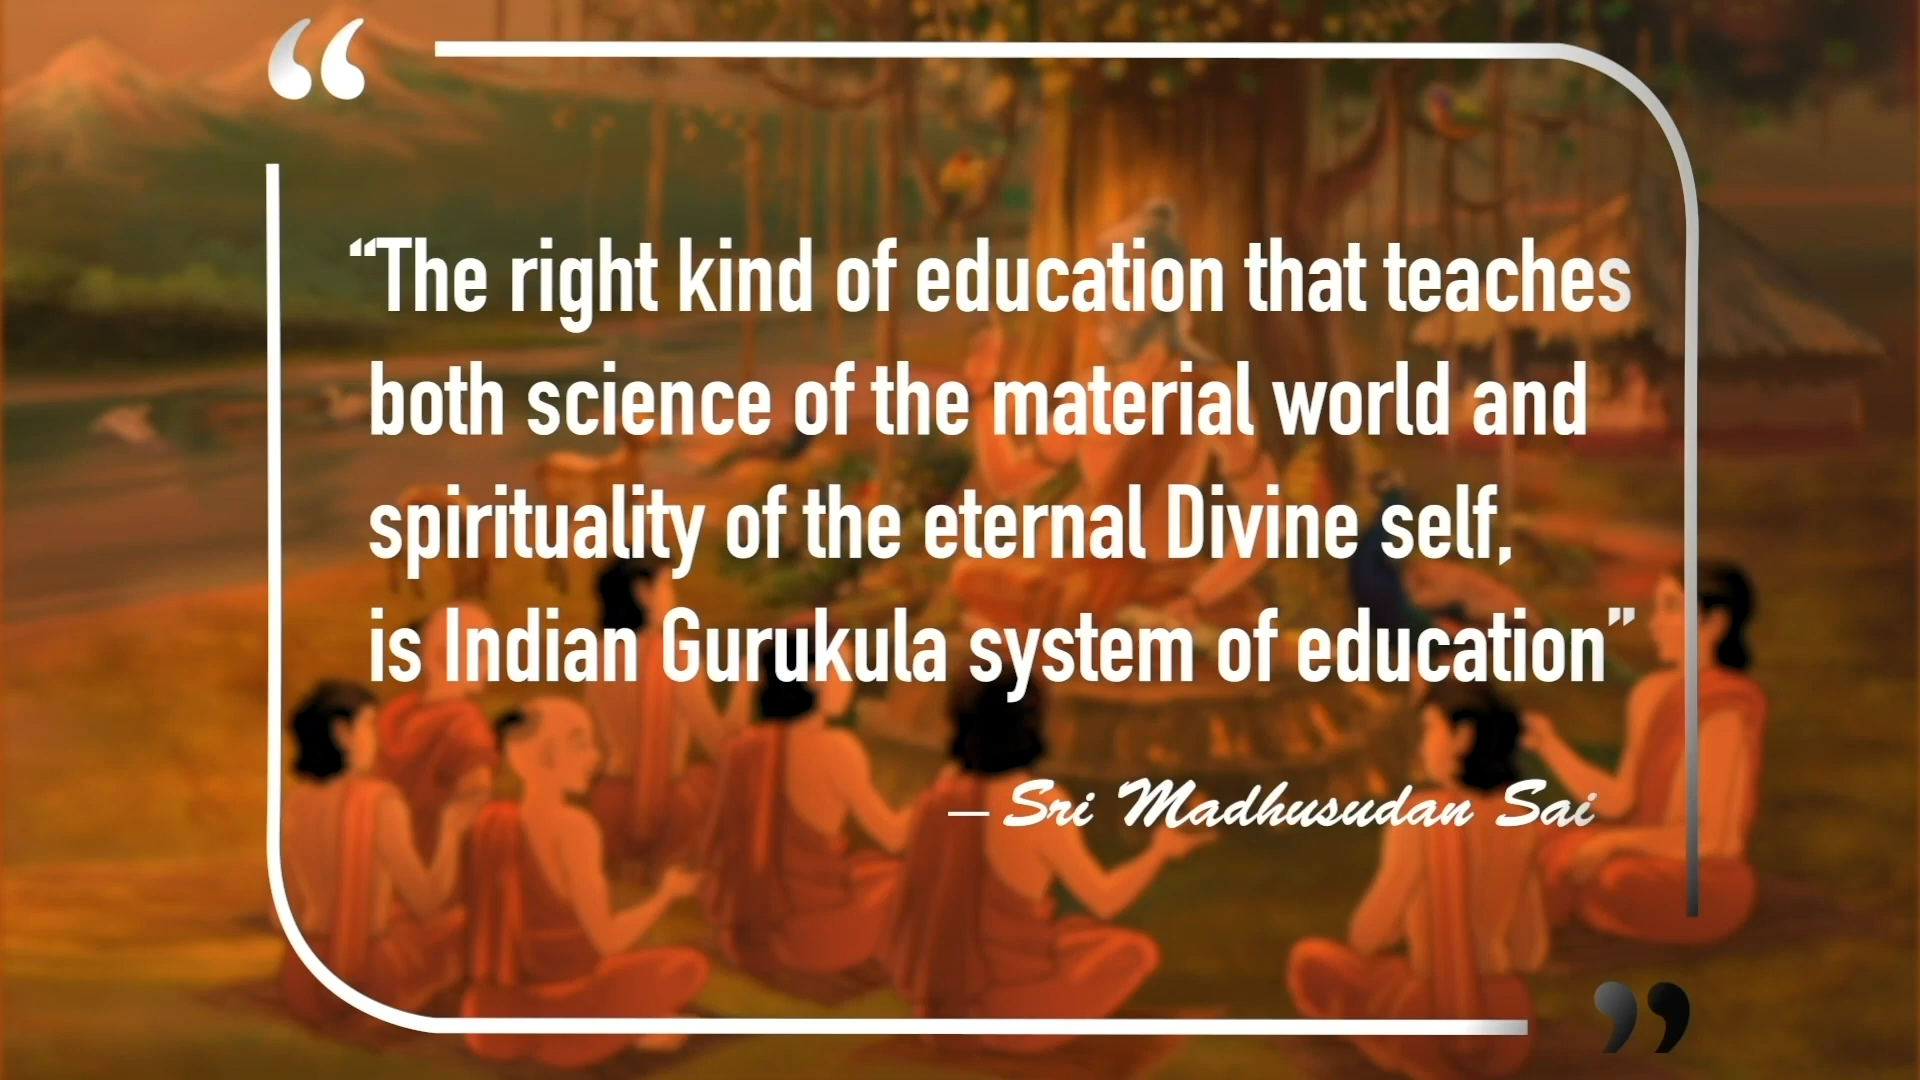 “The right kind of education that teaches
both science of the material world and
spirituality of the eternal Divine self,
is Indian Gurukula system of education”
— Sri Madhusudan Sai